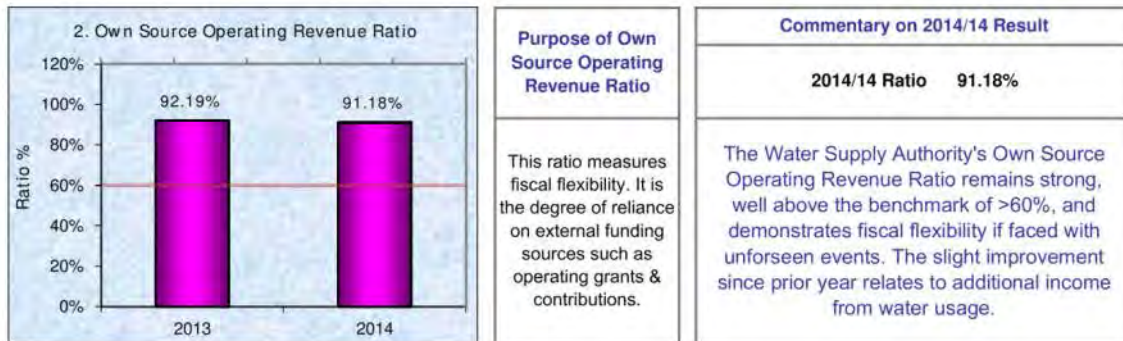 2. Own Source Operating Revenue Ratio
120%
100%
80%
60%
40%
20%
0%
Ratio %
92.19%
91.18%
2013
2014
Purpose of Own
Source Operating
Revenue Ratio
This ratio measures
fiscal flexibility. It is
the degree of reliance
on external funding
sources such as
operating grants &
contributions.
Commentary on 2014/14 Result
2014/14 Ratio 91.18%
The Water Supply Authority's Own Source
Operating Revenue Ratio remains strong,
well above the benchmark of >60%, and
demonstrates fiscal flexibility if faced with
unforseen events. The slight improvement
since prior year relates to additional income
from water usage.